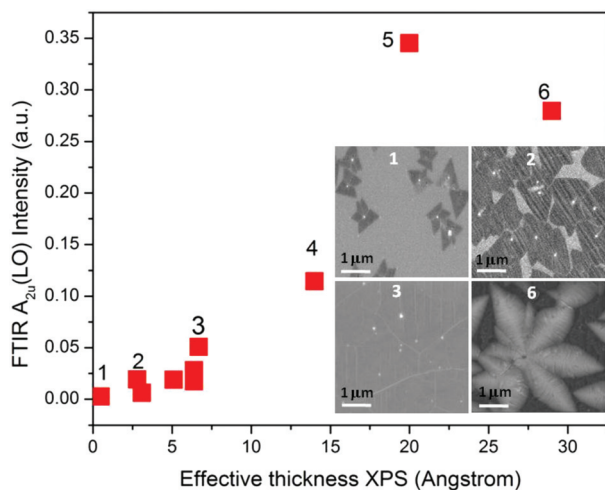 0.35
0.30
0.25
0.20
0.15
0.10
0.05
0.00
FTIR A2u(LO) Intensity (a.u.)
1
2
3
4
5
6
1
1 μm
2
1 μm
3
1 μm
6
1 μm
0 5 10 15 20 25 30
Effective thickness XPS (Angstrom)